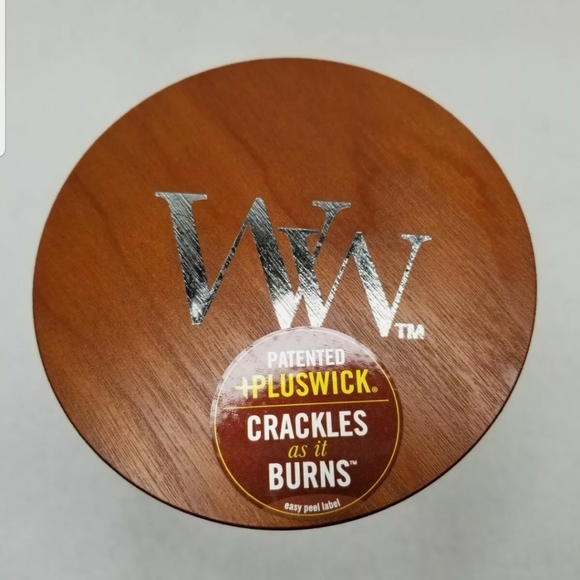 WW™
PATENTED
+PLUSWICK®
CRACKLES
as it
BURNS™
easy peel label